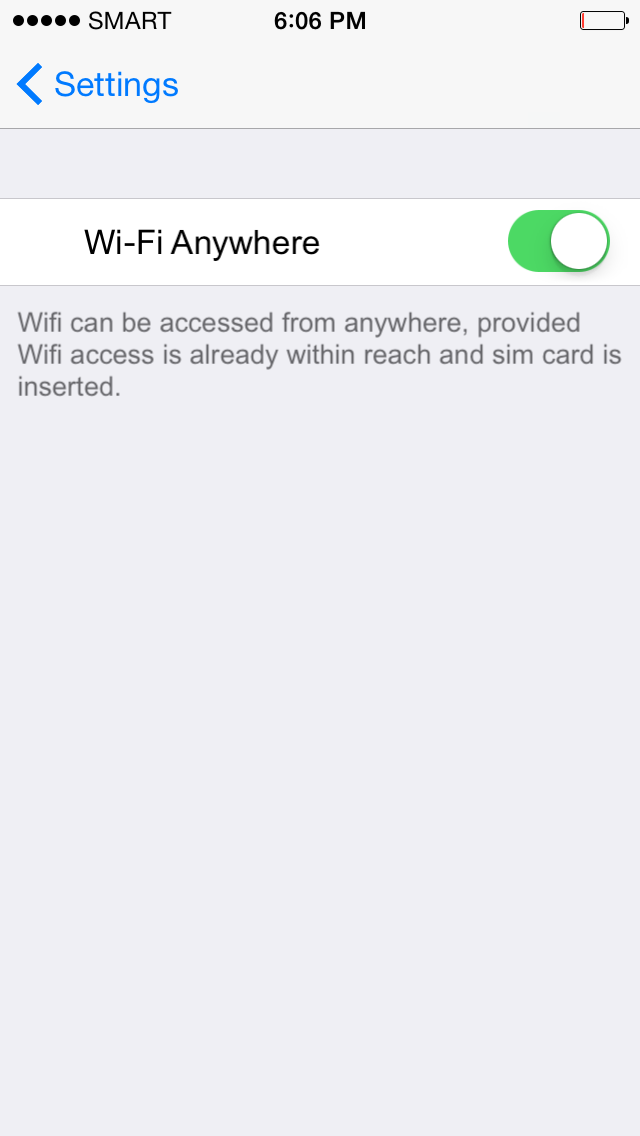 SMART 6:06 PM
Settings
Wi-Fi Anywhere
Wifi can be accessed from anywhere, provided
Wifi access is already within reach and sim card is
inserted.